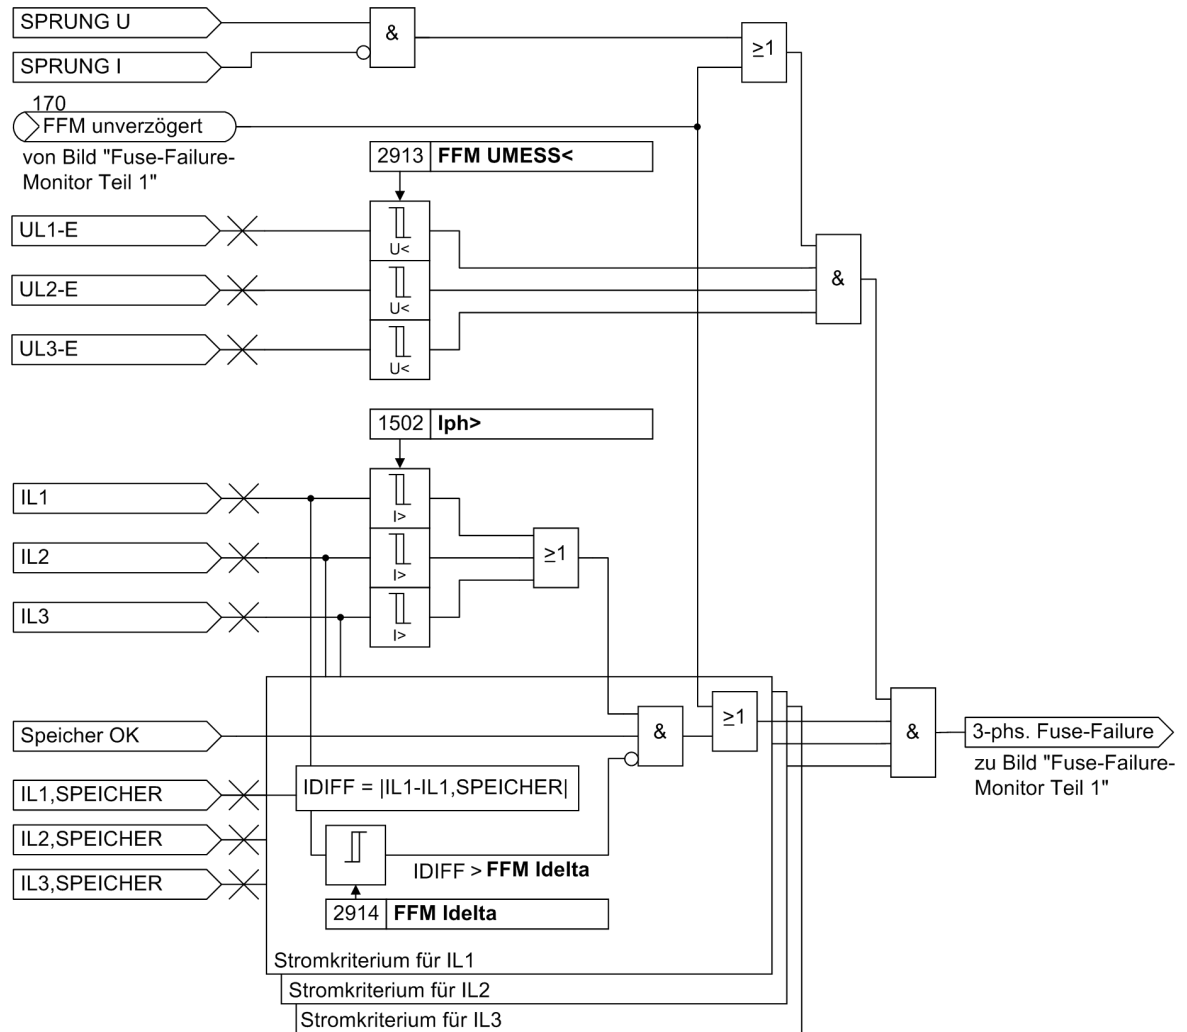 SPRUNG U
&
≥1
SPRUNG I
170
FFM unverzögert
von Bild "Fuse-Failure-
Monitor Teil 1"
2913 FFM UMESS<
UL1-E
U<
UL2-E
U<
&
UL3-E
U<
1502 Iph>
IL1
I>
IL2
I>
≥1
IL3
I>
Speicher OK
&
≥1
&
3-phs. Fuse-Failure
zu Bild "Fuse-Failure-
Monitor Teil 1"
IL1,SPEICHER
IDIFF = |IL1-IL1,SPEICHER|
IL2,SPEICHER
IL3,SPEICHER
IDIFF > FFM Idelta
2914 FFM Idelta
Stromkriterium für IL1
Stromkriterium für IL2
Stromkriterium für IL3